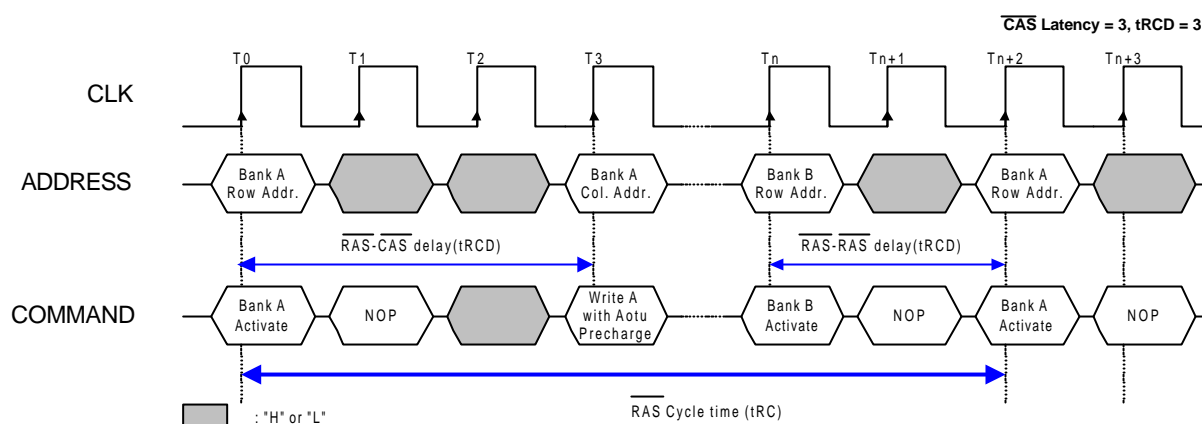 CAS Latency = 3, tRCD = 3
T0 T1 T2 T3 Tn Tn+1 Tn+2 Tn+3
CLK
ADDRESS
Bank A
Row Addr.
Bank A
Col. Addr.
Bank B
Row Addr.
Bank A
Row Addr.
RAS-CAS delay(tRCD)
RAS-RAS delay(tRCD)
COMMAND
Bank A
Activate
NOP
Write A
with Aotu
Precharge
Bank B
Activate
NOP
Bank A
Activate
NOP
RAS Cycle time (tRC)
: "H" or "L"